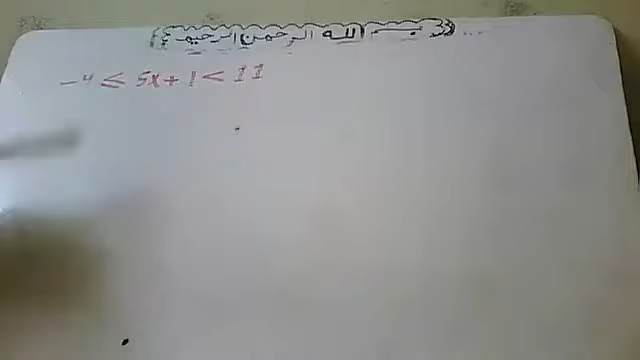 بسم الله الرحمن الرحيم
-4 ≤ 5x + 1 < 11